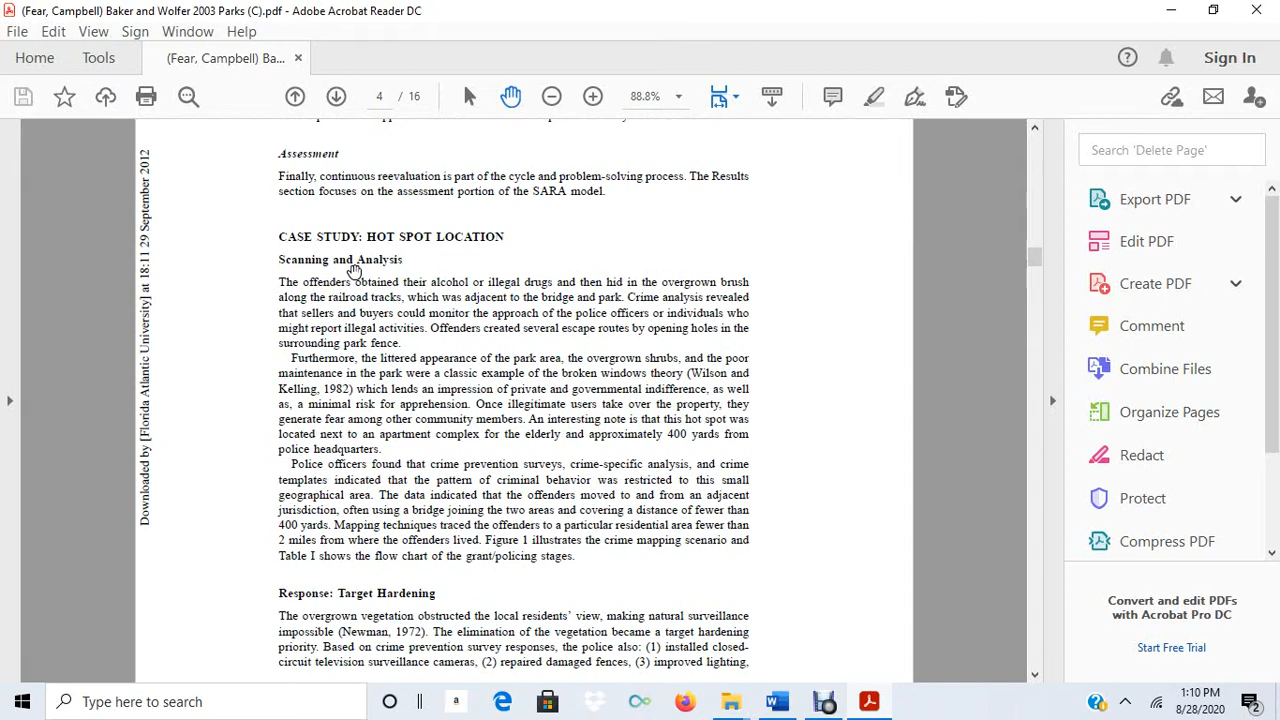 (Fear, Campbell) Baker and Wolfer 2003 Parks (C).pdf - Adobe Acrobat Reader DC
File Edit View Sign Window Help
Home Tools (Fear, Campbell) Ba... × Sign In
4 / 16 88.8%
Assessment
Finally, continuous reevaluation is part of the cycle and problem-solving process. The Results
section focuses on the assessment portion of the SARA model.
CASE STUDY: HOT SPOT LOCATION
Scanning and Analysis
The offenders obtained their alcohol or illegal drugs and then hid in the overgrown brush
along the railroad tracks, which was adjacent to the bridge and park. Crime analysis revealed
that sellers and buyers could monitor the approach of the police officers or individuals who
might report illegal activities. Offenders created several escape routes by opening holes in the
surrounding park fence.
Furthermore, the littered appearance of the park area, the overgrown shrubs, and the poor
maintenance in the park were a classic example of the broken windows theory (Wilson and
Kelling, 1982) which lends an impression of private and governmental indifference, as well
as, a minimal risk for apprehension. Once illegitimate users take over the property, they
generate fear among other community members. An interesting note is that this hot spot was
located next to an apartment complex for the elderly and approximately 400 yards from
police headquarters.
Police officers found that crime prevention surveys, crime-specific analysis, and crime
templates indicated that the pattern of criminal behavior was restricted to this small
geographical area. The data indicated that the offenders moved to and from an adjacent
jurisdiction, often using a bridge joining the two areas and covering a distance of fewer than
400 yards. Mapping techniques traced the offenders to a particular residential area fewer than
2 miles from where the offenders lived. Figure 1 illustrates the crime mapping scenario and
Table I shows the flow chart of the grant/policing stages.
Response: Target Hardening
The overgrown vegetation obstructed the local residents' view, making natural surveillance
impossible (Newman, 1972). The elimination of the vegetation became a target hardening
priority. Based on crime prevention survey responses, the police also: (1) installed closed-
circuit television surveillance cameras, (2) repaired damaged fences, (3) improved lighting,
Downloaded by [Florida Atlantic University] at 18:11 29 September 2012
Search 'Delete Page'
Export PDF
Edit PDF
Create PDF
Comment
Combine Files
Organize Pages
Redact
Protect
Compress PDF
Convert and edit PDFs
with Acrobat Pro DC
Start Free Trial
Type here to search
a
1:10 PM
8/28/2020
2